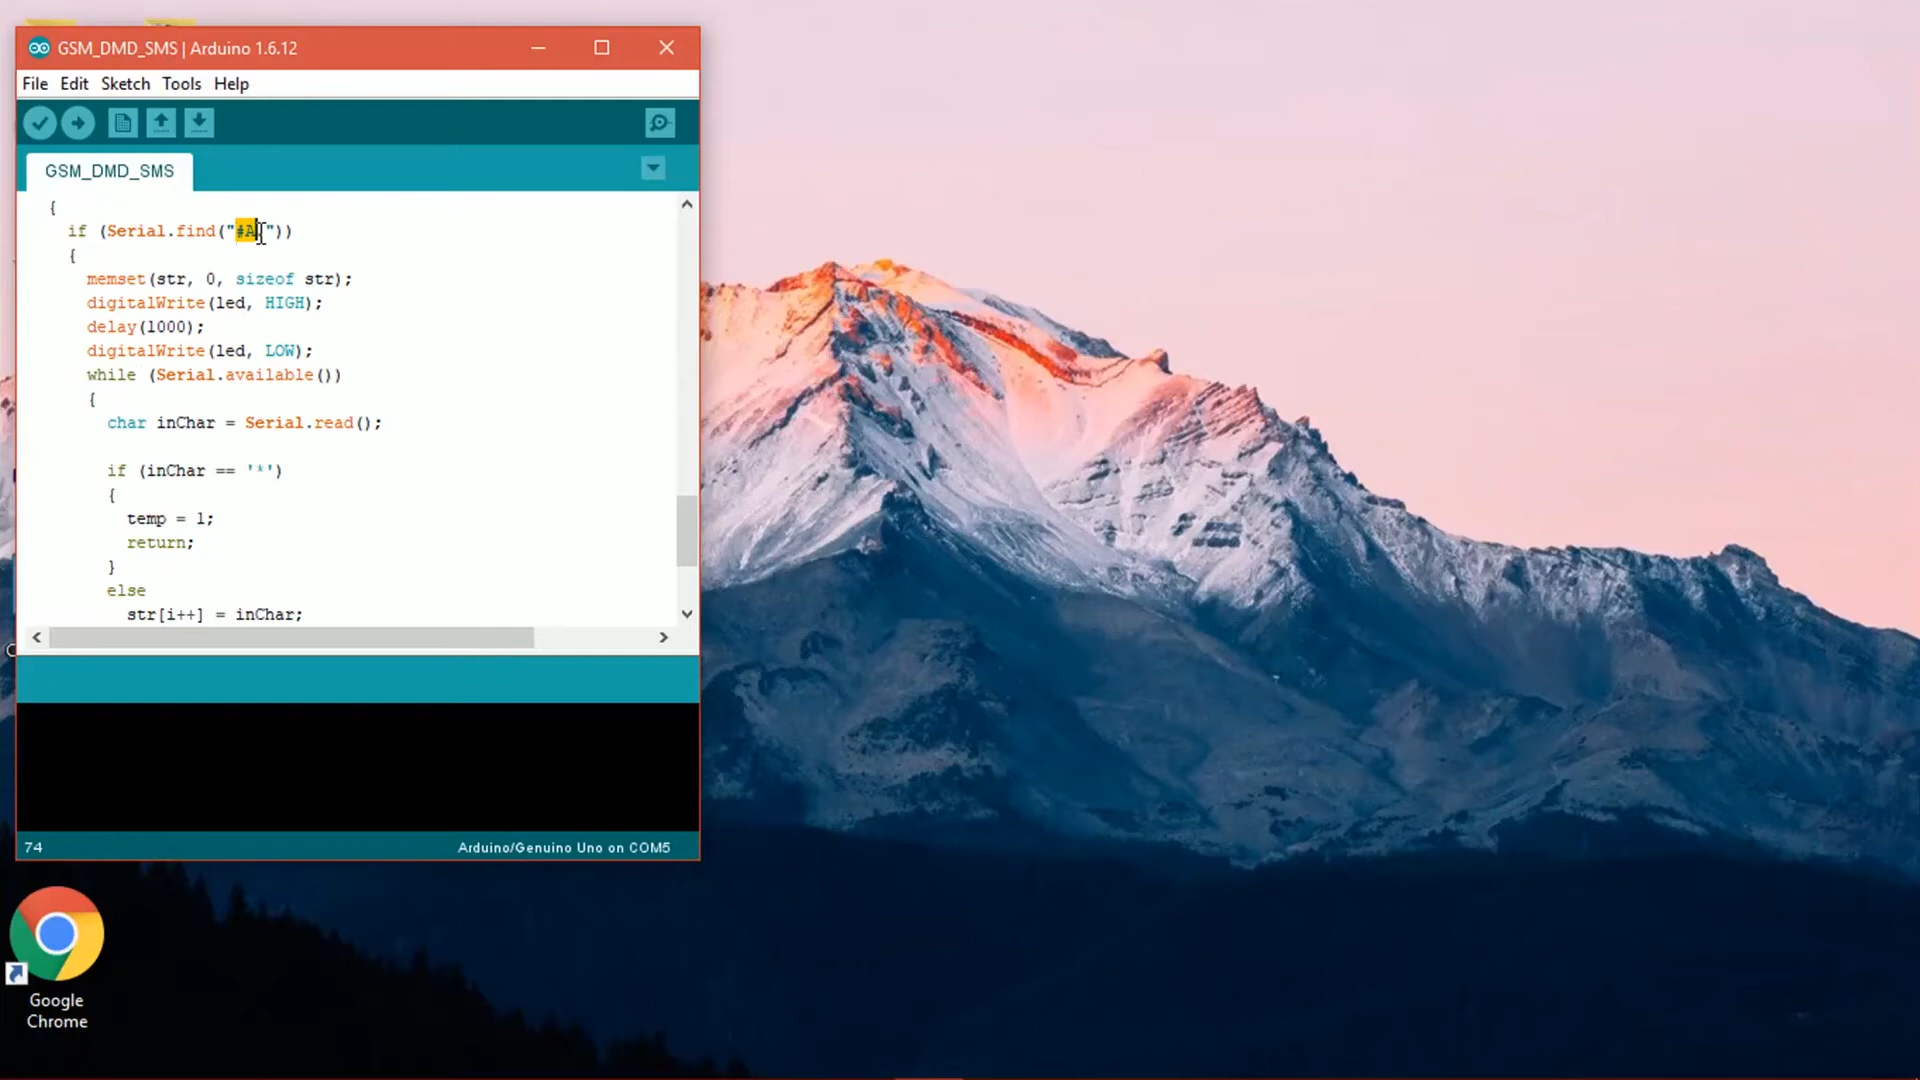 GSM_DMD_SMS | Arduino 1.6.12
File Edit Sketch Tools Help
GSM_DMD_SMS
{
if (Serial.find("#A."))
{
memset(str, 0, sizeof str);
digitalWrite(led, HIGH);
delay(1000);
digitalWrite(led, LOW);
while (Serial.available())
{
char inChar = Serial.read();
if (inChar == '*')
{
temp = 1;
return;
}
else
str[i++] = inChar;
74
Arduino/Genuino Uno on COM5
Google
Chrome